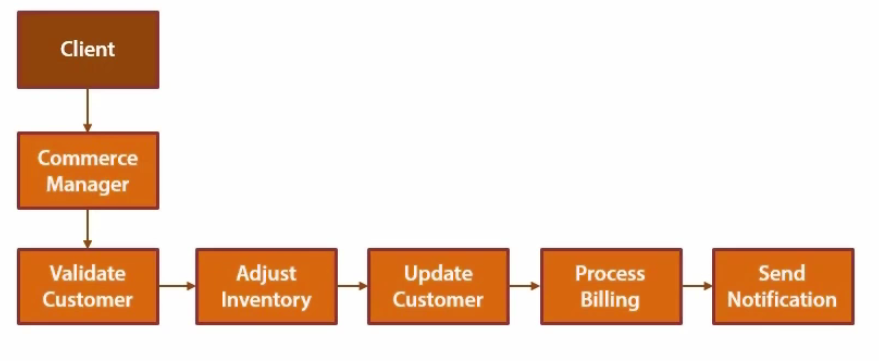 Client
Commerce
Manager
Validate
Customer
Adjust
Inventory
Update
Customer
Process
Billing
Send
Notification